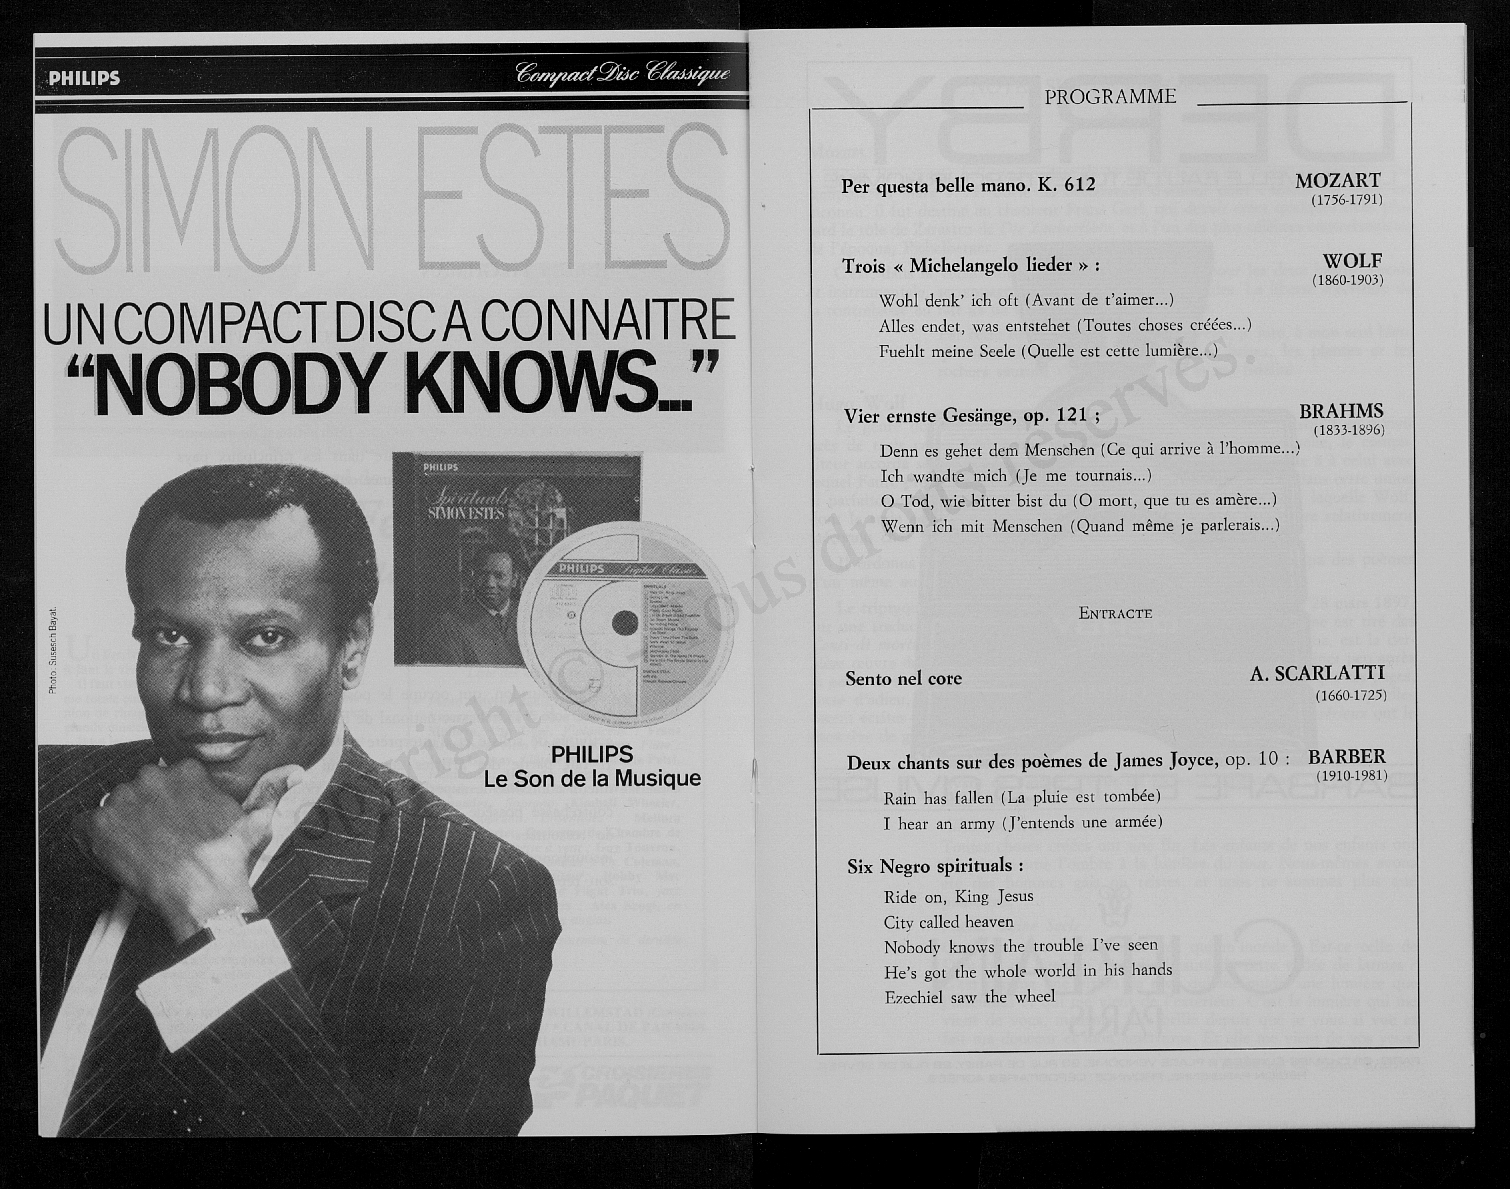 PHILIPS
Compact Disc Classique
SIMON ESTES
UN COMPACT DISC A CONNAITRE
“NOBODY KNOWS...”
PHILIPS
Spirituals
SIMON ESTES
PHILIPS Digital Classics
Photo : Susesch Bayat.
PHILIPS
Le Son de la Musique
PROGRAMME
Per questa belle mano. K. 612 MOZART
(1756-1791)
Trois « Michelangelo lieder » : WOLF
(1860-1903)
Wohl denk’ ich oft (Avant de t’aimer...)
Alles endet, was entstehet (Toutes choses créées...)
Fuehlt meine Seele (Quelle est cette lumière...)
Vier ernste Gesänge, op. 121 ; BRAHMS
(1833-1896)
Denn es gehet dem Menschen (Ce qui arrive à l’homme...)
Ich wandte mich (Je me tournais...)
O Tod, wie bitter bist du (O mort, que tu es amère...)
Wenn ich mit Menschen (Quand même je parlerais...)
ENTRACTE
Sento nel core A. SCARLATTI
(1660-1725)
Deux chants sur des poèmes de James Joyce, op. 10 : BARBER
(1910-1981)
Rain has fallen (La pluie est tombée)
I hear an army (J’entends une armée)
Six Negro spirituals :
Ride on, King Jesus
City called heaven
Nobody knows the trouble I’ve seen
He’s got the whole world in his hands
Ezechiel saw the wheel
Copyright © - Tous droits réservés.